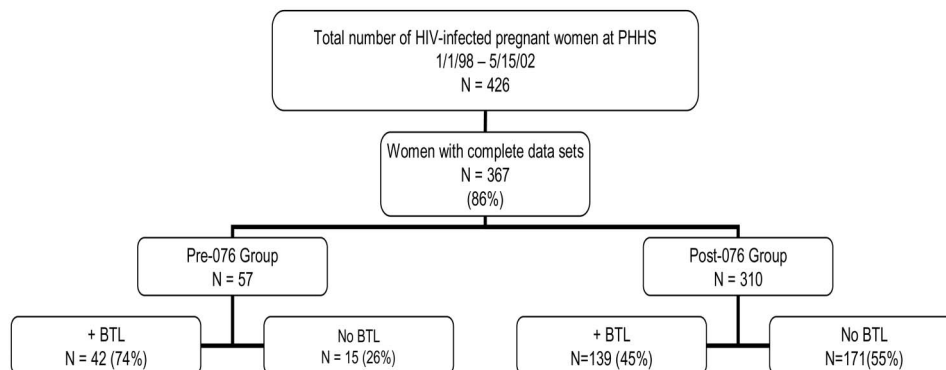 Total number of HIV-infected pregnant women at PHHS
1/1/98 – 5/15/02
N = 426
Women with complete data sets
N = 367
(86%)
Pre-076 Group
N = 57
Post-076 Group
N = 310
+ BTL
N = 42 (74%)
No BTL
N = 15 (26%)
+ BTL
N=139 (45%)
No BTL
N=171(55%)